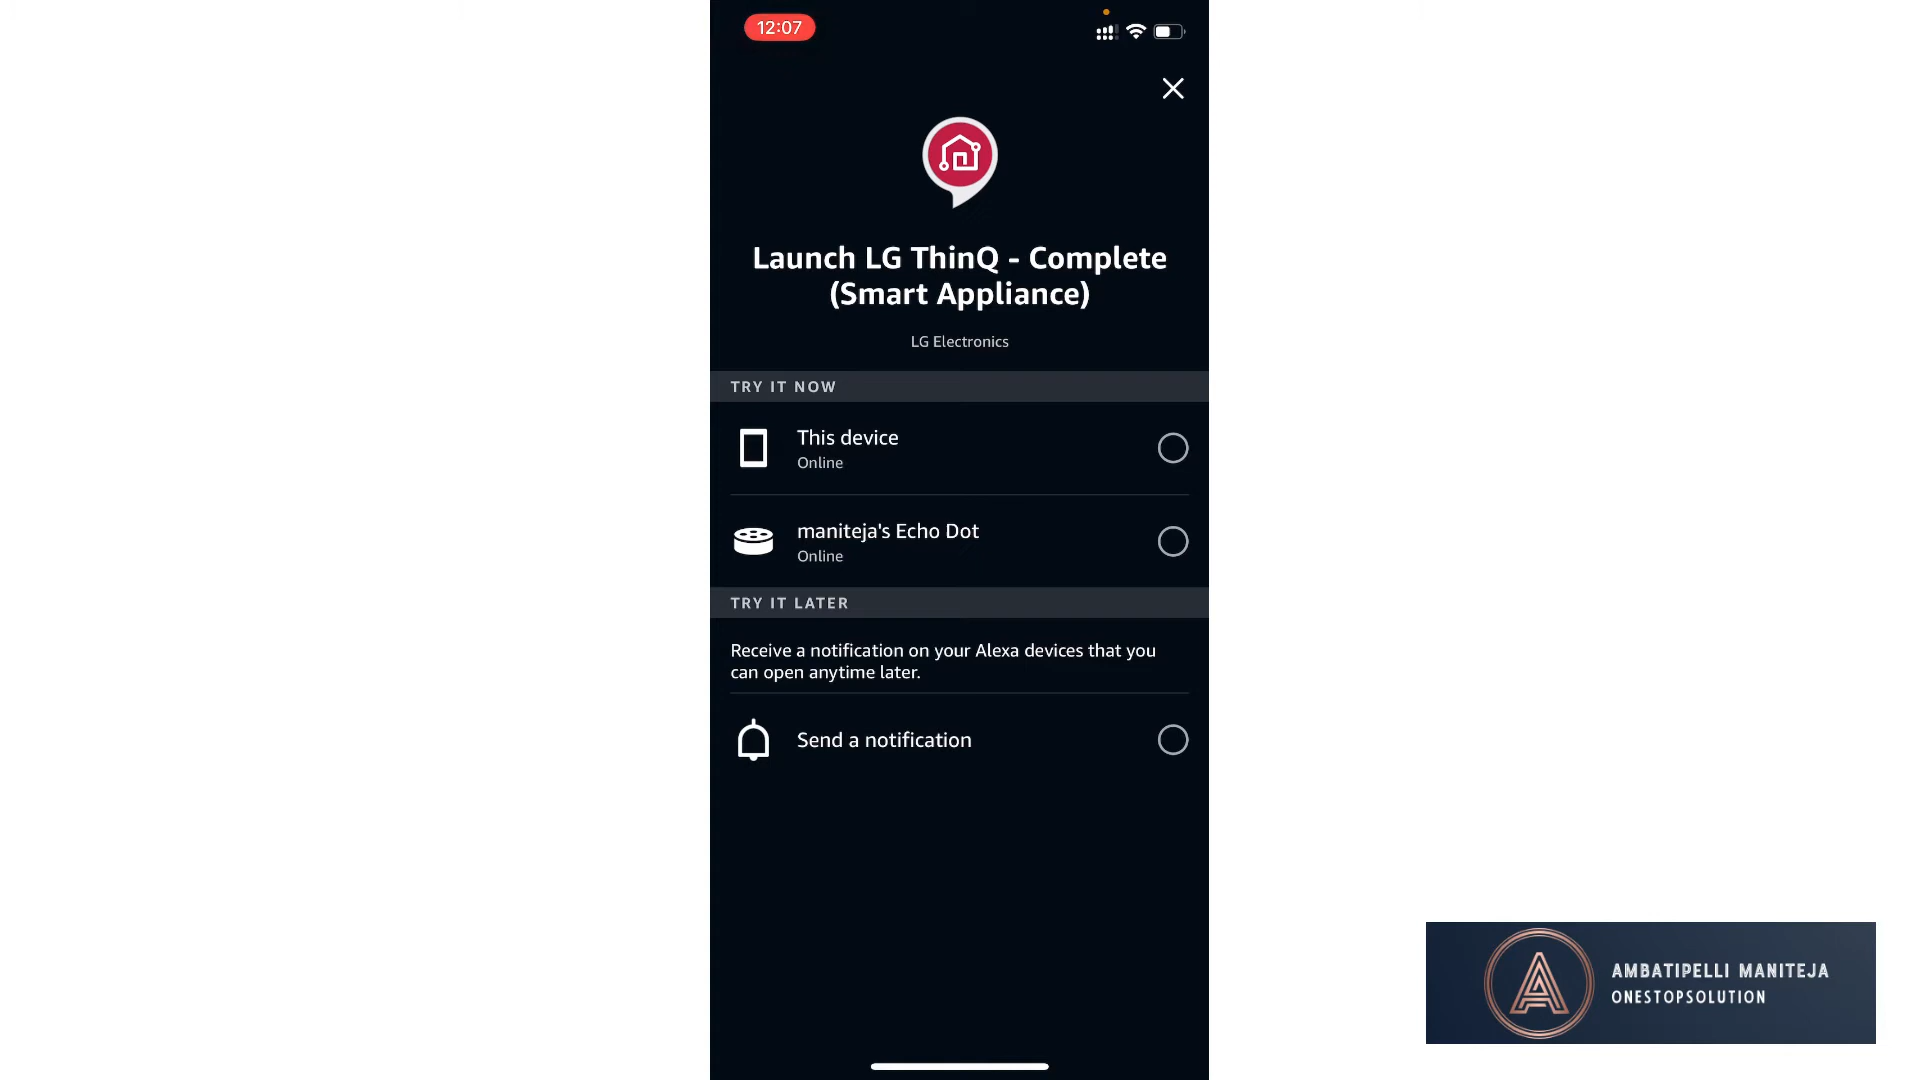 12:07
Launch LG ThinQ - Complete
(Smart Appliance)
LG Electronics
TRY IT NOW
This device
Online
maniteja's Echo Dot
Online
TRY IT LATER
Receive a notification on your Alexa devices that you
can open anytime later.
Send a notification
AMBATIPELLI MANITEJA
ONESTOPSOLUTION